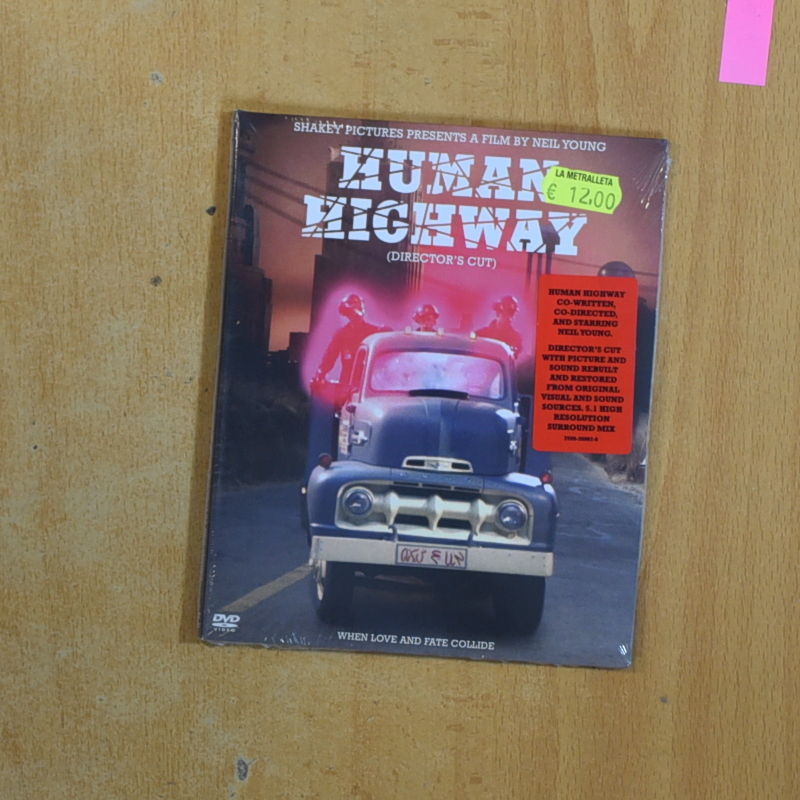 SHAKEY PICTURES PRESENTS A FILM BY NEIL YOUNG
HUMAN
HIGHWAY
(DIRECTOR'S CUT)
LA METRALLETA
€ 12,00
HUMAN HIGHWAY
CO-WRITTEN,
CO-DIRECTED,
AND STARRING
NEIL YOUNG.
DIRECTOR'S CUT
WITH PICTURE AND
SOUND REBUILT
AND RESTORED
FROM ORIGINAL
VISUAL AND SOUND
SOURCES. 5.1 HIGH
RESOLUTION
SURROUND MIX
DVD
VIDEO
WHEN LOVE AND FATE COLLIDE